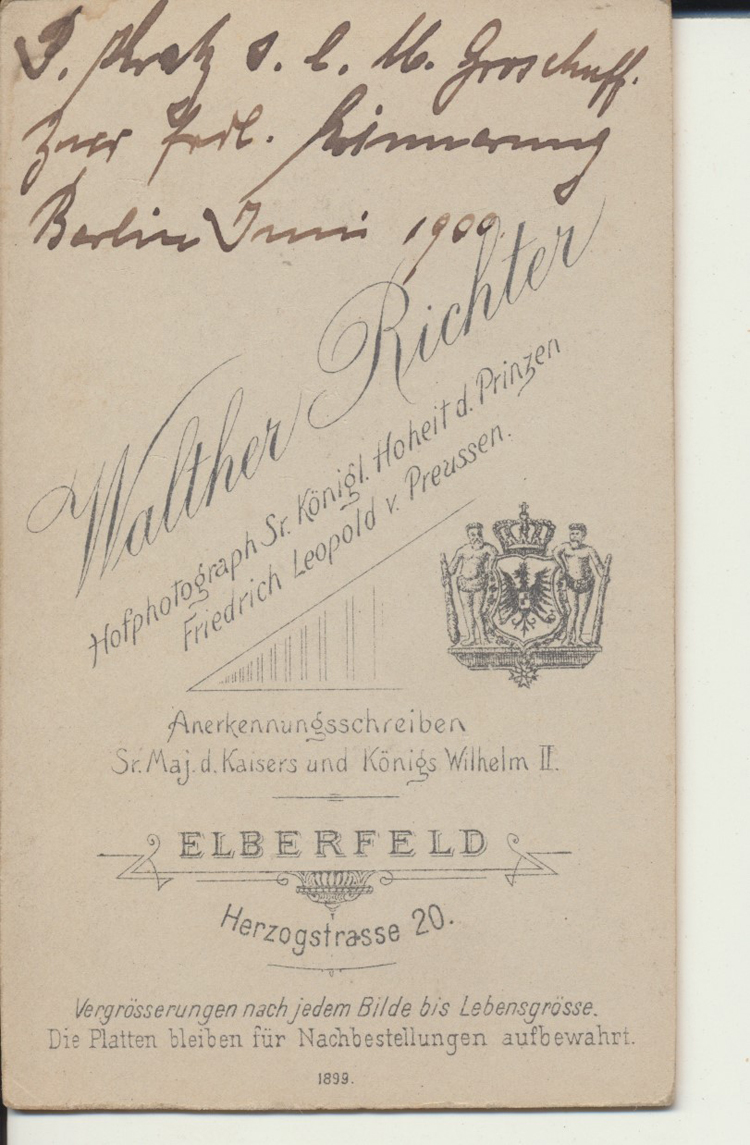 P. Kratz s. l. M. Groschuff.
zur frdl. Erinnerung
Berlin Juni 1900.
Walther Richter
Hofphotograph Sr. Königl. Hoheit d. Prinzen
Friedrich Leopold v. Preussen.
Anerkennungsschreiben
Sr. Maj. d. Kaisers und Königs Wilhelm II.
ELBERFELD
Herzogstrasse 20.
Vergrösserungen nach jedem Bilde bis Lebensgrösse.
Die Platten bleiben für Nachbestellungen aufbewahrt.
1899.